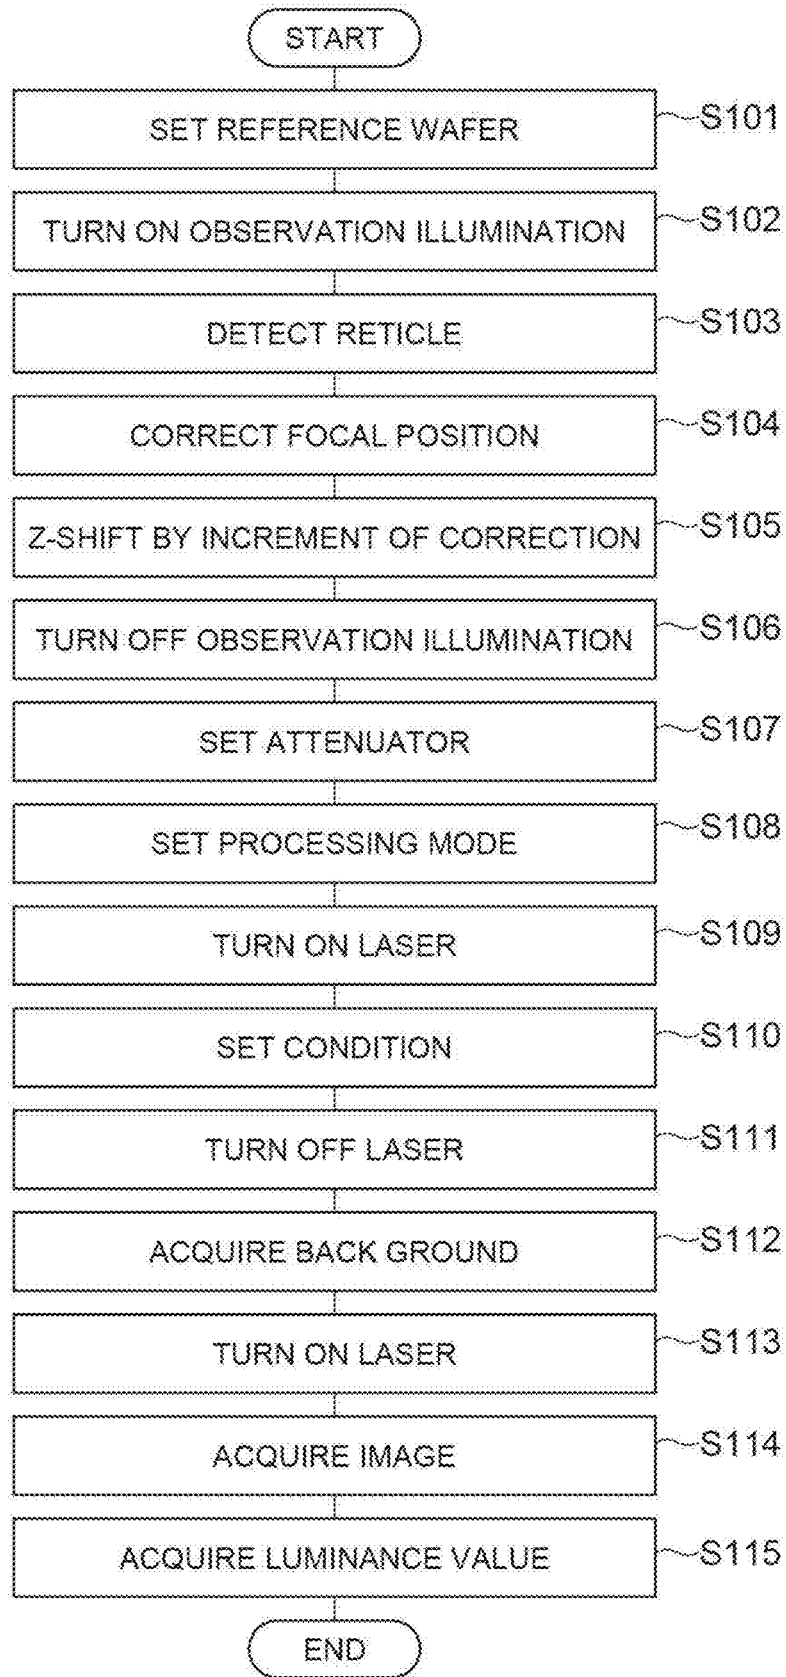 START
SET REFERENCE WAFER S101
TURN ON OBSERVATION ILLUMINATION S102
DETECT RETICLE S103
CORRECT FOCAL POSITION S104
Z-SHIFT BY INCREMENT OF CORRECTION S105
TURN OFF OBSERVATION ILLUMINATION S106
SET ATTENUATOR S107
SET PROCESSING MODE S108
TURN ON LASER S109
SET CONDITION S110
TURN OFF LASER S111
ACQUIRE BACK GROUND S112
TURN ON LASER S113
ACQUIRE IMAGE S114
ACQUIRE LUMINANCE VALUE S115
END